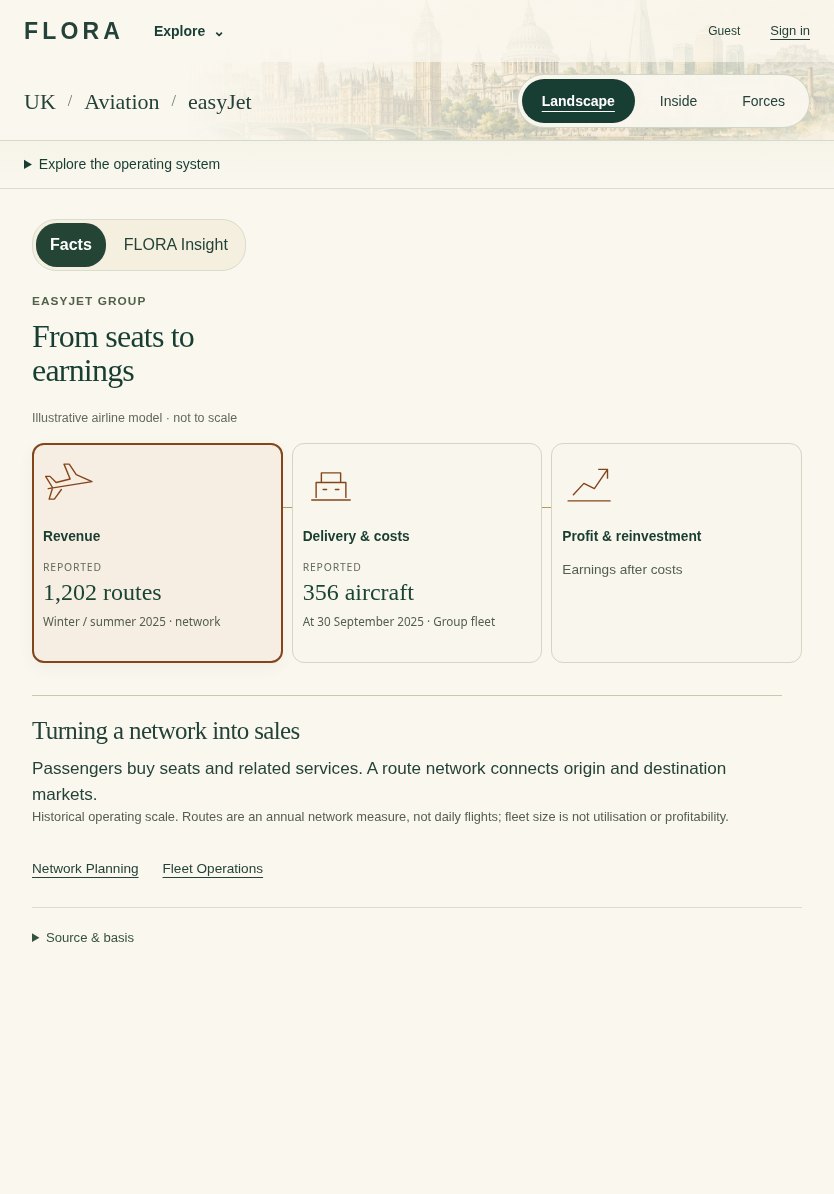 FLORA
Explore
Guest
Sign in
UK / Aviation / easyJet
Landscape
Inside
Forces
Explore the operating system
Facts
FLORA Insight
EASYJET GROUP
From seats to
earnings
Illustrative airline model · not to scale
Revenue
REPORTED
1,202 routes
Winter / summer 2025 · network
Delivery & costs
REPORTED
356 aircraft
At 30 September 2025 · Group fleet
Profit & reinvestment
Earnings after costs
Turning a network into sales
Passengers buy seats and related services. A route network connects origin and destination
markets.
Historical operating scale. Routes are an annual network measure, not daily flights; fleet size is not utilisation or profitability.
Network Planning
Fleet Operations
Source & basis